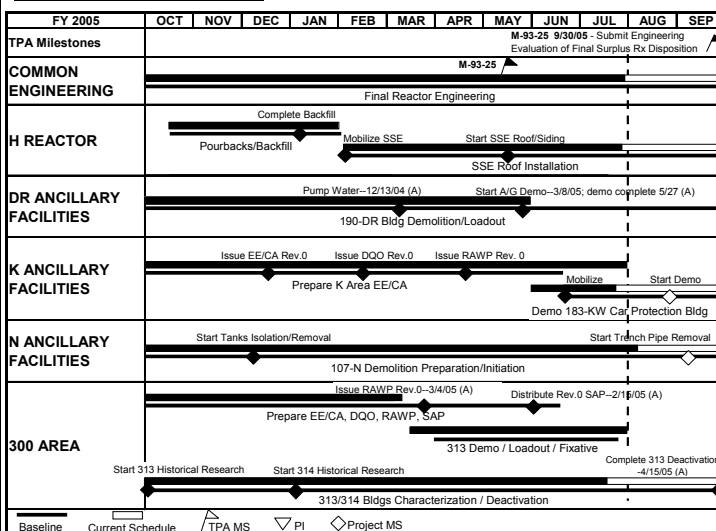 FY 2005 OCT NOV DEC JAN FEB MAR APR MAY JUN JUL AUG SEP
TPA Milestones
M-93-25 9/30/05 - Submit Engineering
Evaluation of Final Surplus Rx Disposition
M-93-25
COMMON
ENGINEERING
Final Reactor Engineering
H REACTOR
Complete Backfill
Pourbacks/Backfill
Mobilize SSE
Start SSE Roof/Siding
SSE Roof Installation
DR ANCILLARY
FACILITIES
Pump Water--12/13/04 (A)
Start A/G Demo--3/8/05; demo complete 5/27 (A)
190-DR Bldg Demolition/Loadout
K ANCILLARY
FACILITIES
Issue EE/CA Rev.0
Issue DQO Rev.0
Issue RAWP Rev. 0
Prepare K Area EE/CA
Mobilize
Start Demo
Demo 183-KW Car Protection Bldg
N ANCILLARY
FACILITIES
Start Tanks Isolation/Removal
Start Trench Pipe Removal
107-N Demolition Preparation/Initiation
300 AREA
Issue RAWP Rev.0--3/4/05 (A)
Distribute Rev.0 SAP--2/15/05 (A)
Prepare EE/CA, DQO, RAWP, SAP
313 Demo / Loadout / Fixative
Complete 313 Deactivation
-4/15/05 (A)
Start 313 Historical Research
Start 314 Historical Research
313/314 Bldgs Characterization / Deactivation
Baseline Current Schedule TPA MS PI Project MS